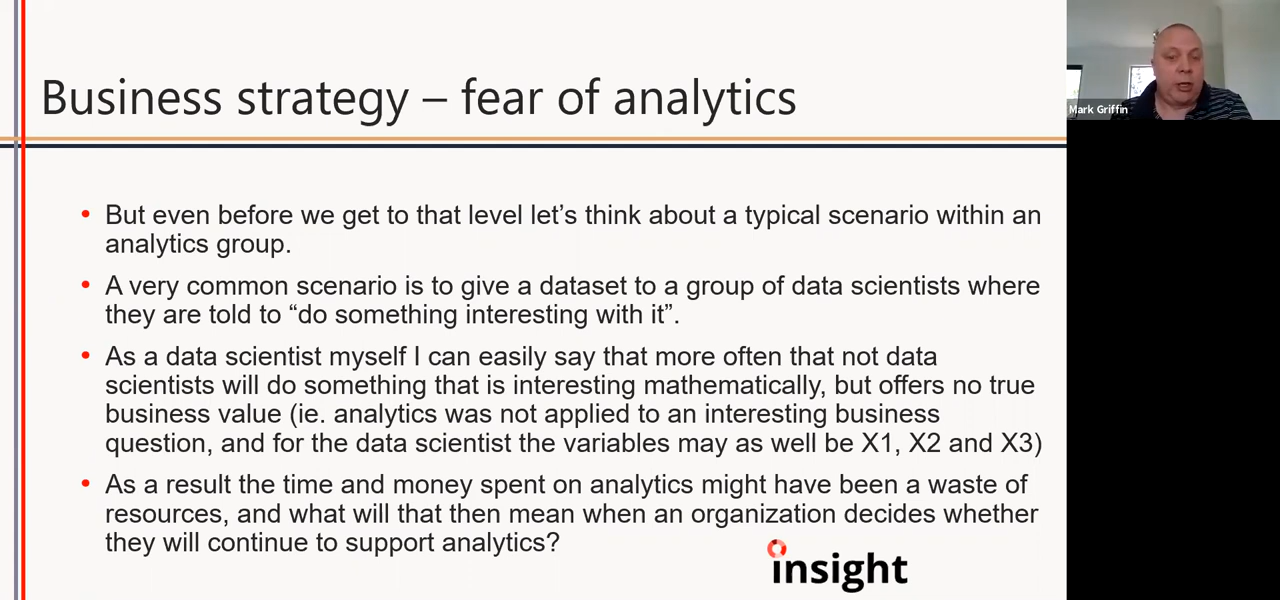 Business strategy – fear of analytics
Mark Griffin
• But even before we get to that level let’s think about a typical scenario within an
analytics group.
• A very common scenario is to give a dataset to a group of data scientists where
they are told to “do something interesting with it”.
• As a data scientist myself I can easily say that more often that not data
scientists will do something that is interesting mathematically, but offers no true
business value (ie. analytics was not applied to an interesting business
question, and for the data scientist the variables may as well be X1, X2 and X3)
• As a result the time and money spent on analytics might have been a waste of
resources, and what will that then mean when an organization decides whether
they will continue to support analytics?
insight